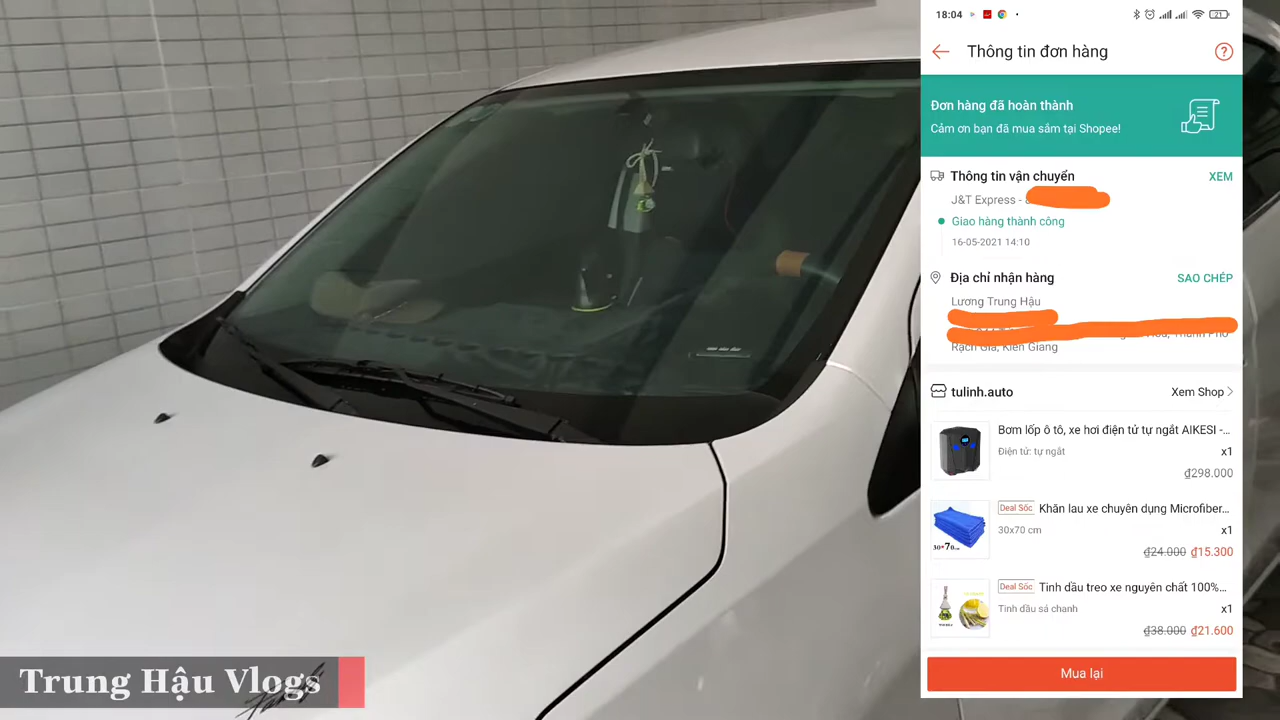 18:04
21
Thông tin đơn hàng
Đơn hàng đã hoàn thành
Cảm ơn bạn đã mua sắm tại Shopee!
Thông tin vận chuyển
XEM
J&T Express -
Giao hàng thành công
16-05-2021 14:10
Địa chỉ nhận hàng
SAO CHÉP
Lương Trung Hậu
Rạch Giá, Kiên Giang
tulinh.auto
Xem Shop
Bơm lốp ô tô, xe hơi điện tử tự ngắt AIKESI -...
Điện tử: tự ngắt
x1
₫298.000
Deal Sốc Khăn lau xe chuyên dụng Microfiber...
30x70 cm
x1
₫24.000 ₫15.300
Deal Sốc Tinh dầu treo xe nguyên chất 100%...
Tinh dầu sả chanh
x1
₫38.000 ₫21.600
Mua lại
Trung Hậu Vlogs